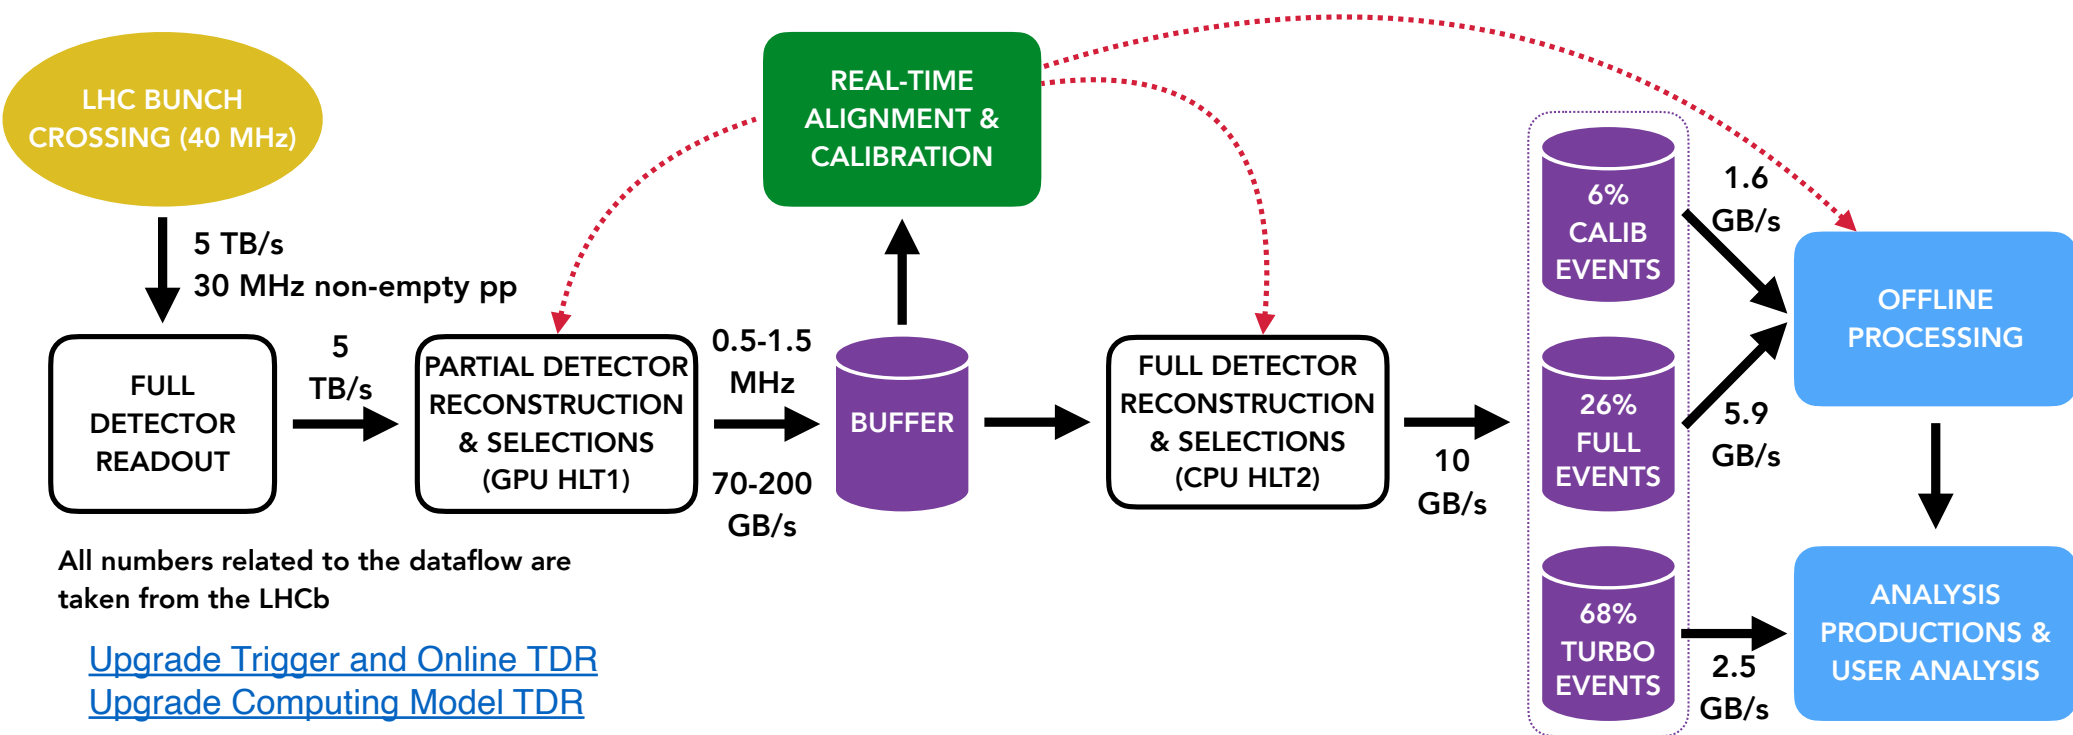 LHC BUNCH
CROSSING (40 MHz)
5 TB/s
30 MHz non-empty pp
FULL
DETECTOR
READOUT
5
TB/s
PARTIAL DETECTOR
RECONSTRUCTION
& SELECTIONS
(GPU HLT1)
0.5-1.5
MHz
70-200
GB/s
REAL-TIME
ALIGNMENT &
CALIBRATION
BUFFER
FULL DETECTOR
RECONSTRUCTION
& SELECTIONS
(CPU HLT2)
10
GB/s
6%
CALIB
EVENTS
1.6
GB/s
26%
FULL
EVENTS
5.9
GB/s
68%
TURBO
EVENTS
2.5
GB/s
OFFLINE
PROCESSING
ANALYSIS
PRODUCTIONS &
USER ANALYSIS
All numbers related to the dataflow are
taken from the LHCb
Upgrade Trigger and Online TDR
Upgrade Computing Model TDR